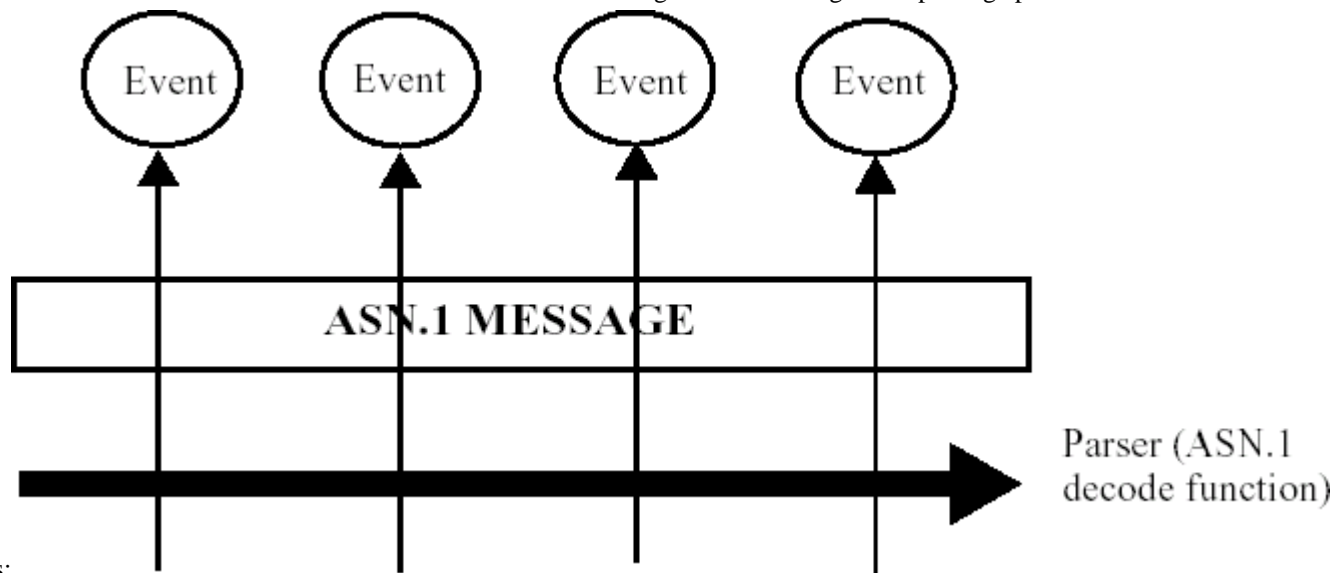 Event Event Event Event
ASN.1 MESSAGE
Parser (ASN.1
decode function)